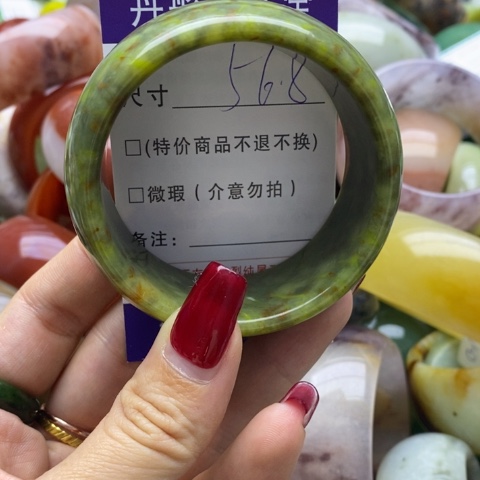 尺寸 56.8
□(特价商品不退不换)
□微瑕(介意勿拍)
备注: